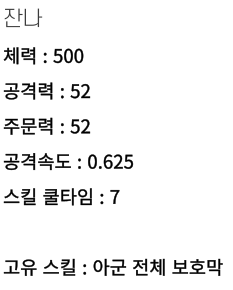 잔나
체력 : 500
공격력 : 52
주문력 : 52
공격속도 : 0.625
스킬 쿨타임 : 7
고유 스킬 : 아군 전체 보호막